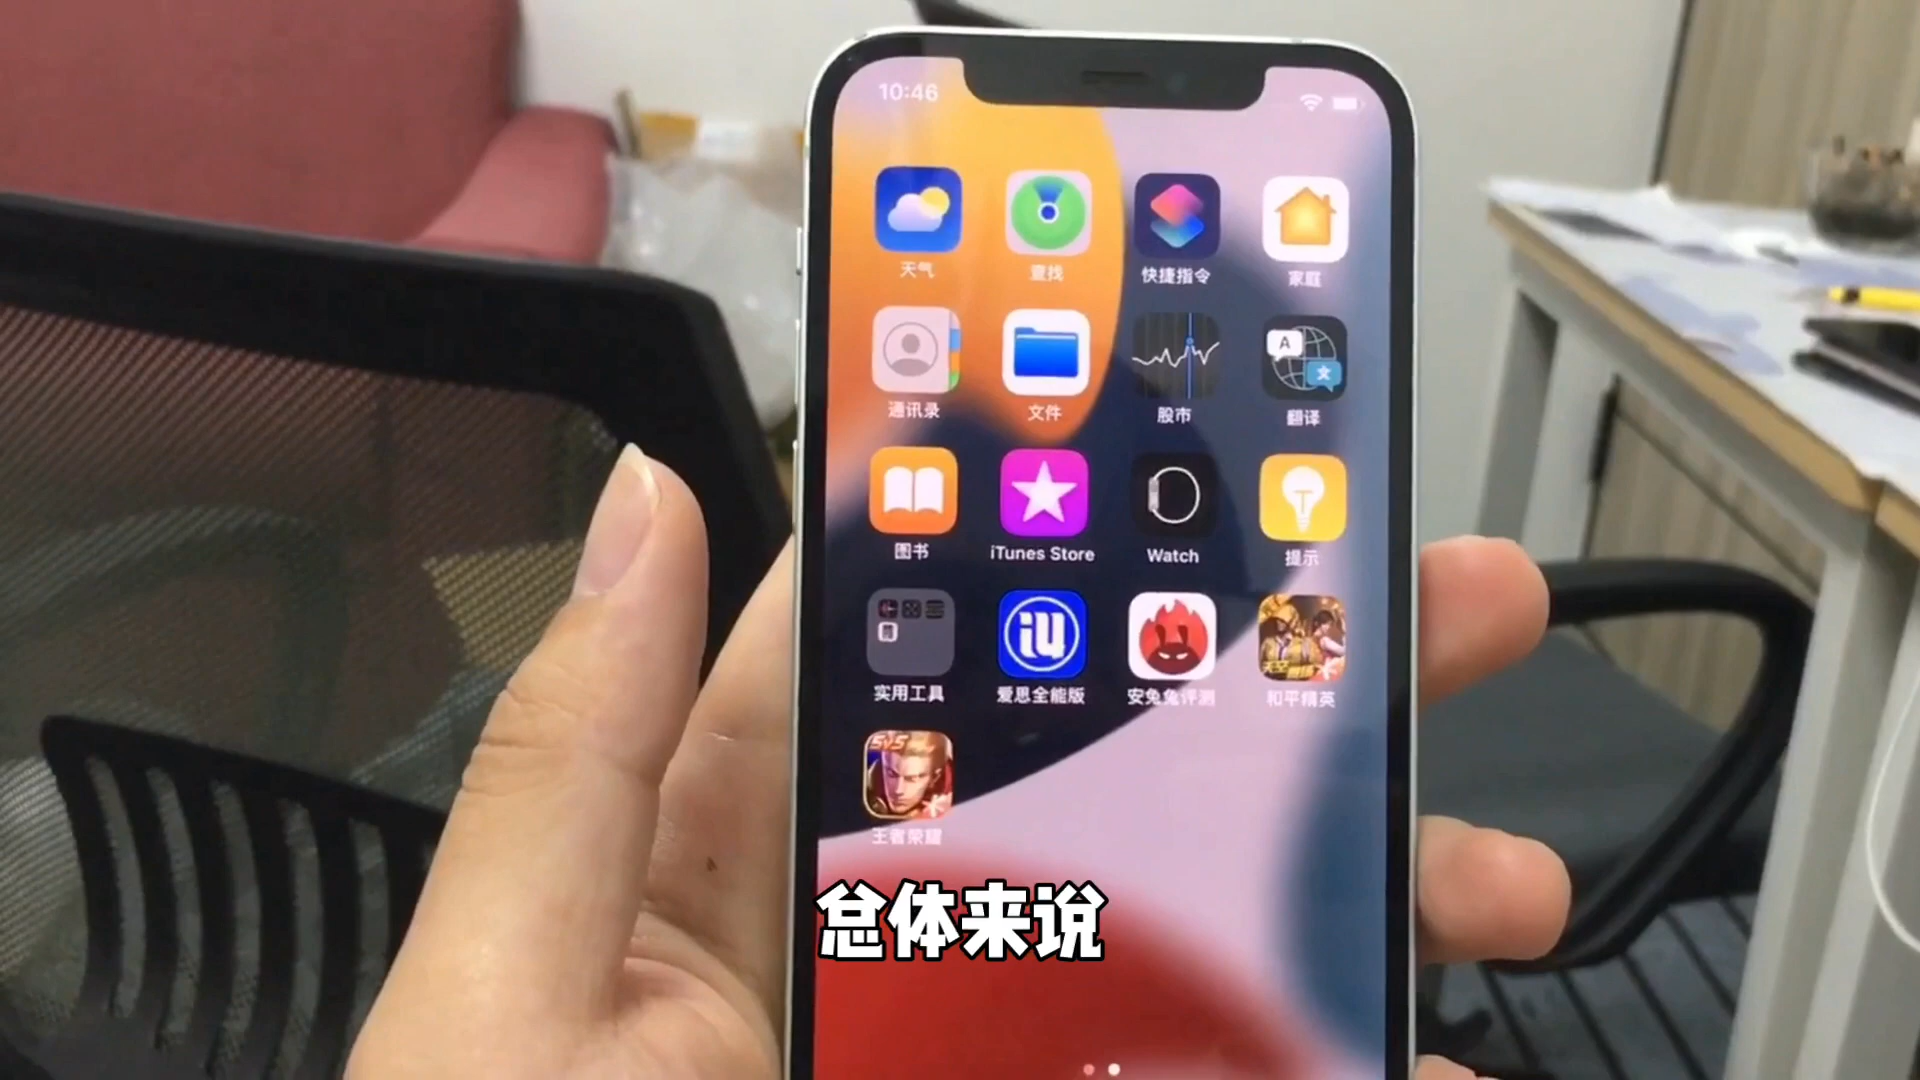 10:46
天气 查找 快捷指令 家庭
通讯录 文件 股市 翻译
图书 iTunes Store Watch 提示
实用工具 爱思全能版 安兔兔评测 和平精英
5v5
王者荣耀
总体来说